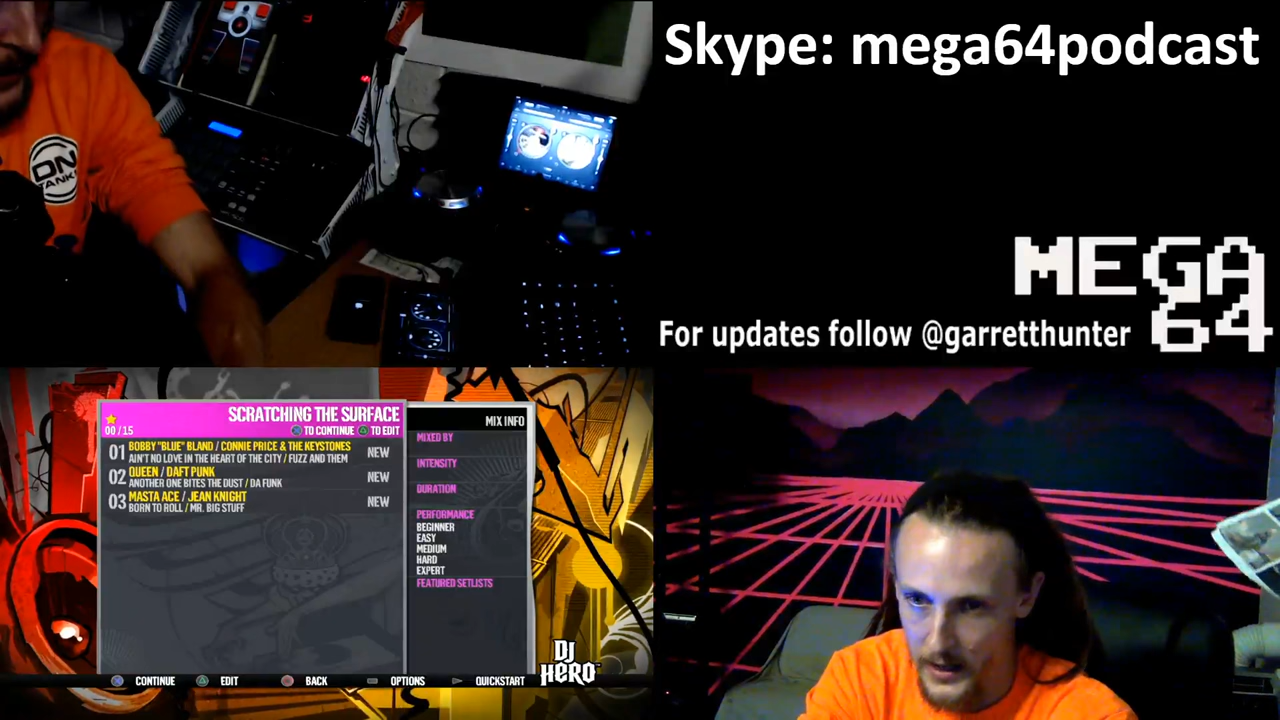 Skype: mega64podcast
DN
TANK
MEGA
64
For updates follow @garretthunter
SCRATCHING THE SURFACE
00/15
TO CONTINUE TO EDIT
01 BOBBY "BLUE" BLAND / CONNIE PRICE & THE KEYSTONES
AIN'T NO LOVE IN THE HEART OF THE CITY / FUZZ AND THEM
NEW
02 QUEEN / DAFT PUNK
ANOTHER ONE BITES THE DUST / DA FUNK
NEW
03 MASTA ACE / JEAN KNIGHT
BORN TO ROLL / MR. BIG STUFF
NEW
MIX INFO
MIXED BY
INTENSITY
DURATION
PERFORMANCE
BEGINNER
EASY
MEDIUM
HARD
EXPERT
FEATURED SETLISTS
DJ
HERO
CONTINUE EDIT BACK OPTIONS QUICKSTART